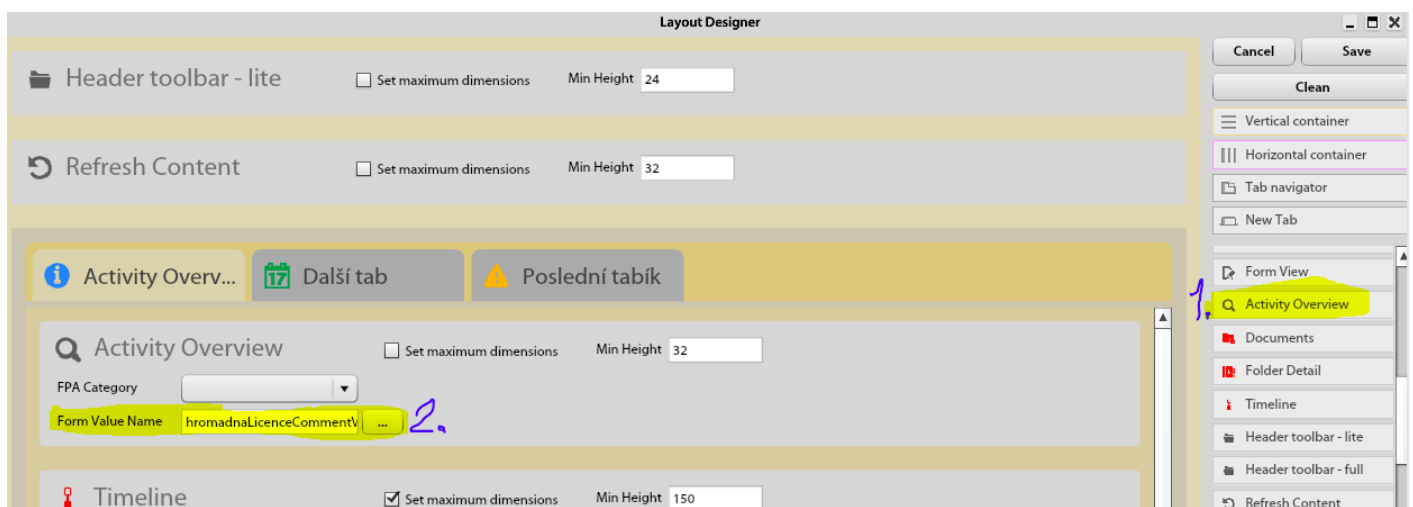 Layout Designer
Header toolbar - lite
Set maximum dimensions
Min Height 24
Refresh Content
Set maximum dimensions
Min Height 32
Activity Overv...
17 Další tab
Poslední tabík
Activity Overview
Set maximum dimensions
Min Height 32
FPA Category
Form Value Name hromadnaLicenceCommentV ...
2.
Timeline
Set maximum dimensions
Min Height 150
Cancel
Save
Clean
Vertical container
Horizontal container
Tab navigator
New Tab
Form View
1.
Activity Overview
Documents
Folder Detail
Timeline
Header toolbar - lite
Header toolbar - full
Refresh Content